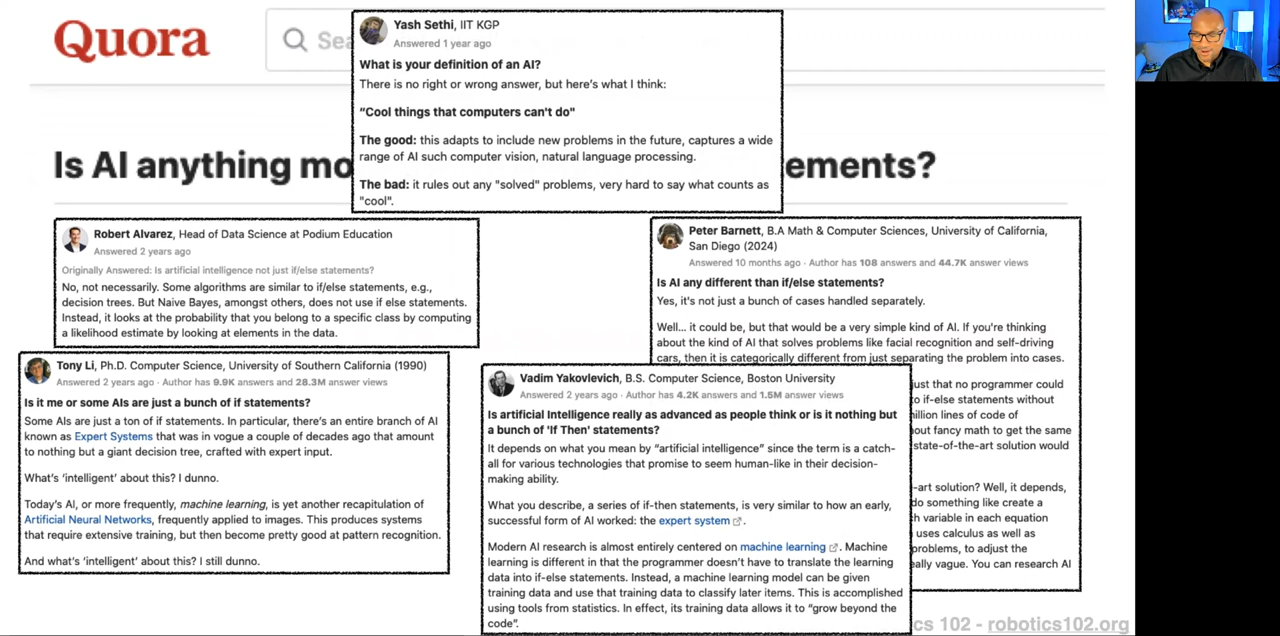 Quora
Sea
Is AI anything mo
ements?
Yash Sethi, IIT KGP
Answered 1 year ago
What is your definition of an AI?
There is no right or wrong answer, but here's what I think:
“Cool things that computers can't do"
The good: this adapts to include new problems in the future, captures a wide
range of AI such computer vision, natural language processing.
The bad: it rules out any "solved" problems, very hard to say what counts as
"cool".
Robert Alvarez, Head of Data Science at Podium Education
Answered 2 years ago
Originally Answered: Is artificial intelligence not just if/else statements?
No, not necessarily. Some algorithms are similar to if/else statements, e.g.,
decision trees. But Naive Bayes, amongst others, does not use if else statements.
Instead, it looks at the probability that you belong to a specific class by computing
a likelihood estimate by looking at elements in the data.
Peter Barnett, B.A Math & Computer Sciences, University of California,
San Diego (2024)
Answered 10 months ago · Author has 108 answers and 44.7K answer views
Is AI any different than if/else statements?
Yes, it's not just a bunch of cases handled separately.
Well... it could be, but that would be a very simple kind of AI. If you're thinking
about the kind of AI that solves problems like facial recognition and self-driving
cars, then it is categorically different from just separating the problem into cases.
just that no programmer could
o if-else statements without
illion lines of code of
out fancy math to get the same
state-of-the-art solution would
-art solution? Well, it depends,
do something like create a
h variable in each equation
uses calculus as well as
problems, to adjust the
eally vague. You can research AI
Tony Li, Ph.D. Computer Science, University of Southern California (1990)
Answered 2 years ago · Author has 9.9K answers and 28.3M answer views
Is it me or some AIs are just a bunch of if statements?
Some AIs are just a ton of if statements. In particular, there's an entire branch of AI
known as Expert Systems that was in vogue a couple of decades ago that amount
to nothing but a giant decision tree, crafted with expert input.
What's ‘intelligent’ about this? I dunno.
Today's AI, or more frequently, machine learning, is yet another recapitulation of
Artificial Neural Networks, frequently applied to images. This produces systems
that require extensive training, but then become pretty good at pattern recognition.
And what's ‘intelligent’ about this? I still dunno.
Vadim Yakovlevich, B.S. Computer Science, Boston University
Answered 2 years ago · Author has 4.2K answers and 1.5M answer views
Is artificial Intelligence really as advanced as people think or is it nothing but
a bunch of 'If Then' statements?
It depends on what you mean by “artificial intelligence” since the term is a catch-
all for various technologies that promise to seem human-like in their decision-
making ability.
What you describe, a series of if-then statements, is very similar to how an early,
successful form of AI worked: the expert system.
Modern AI research is almost entirely centered on machine learning. Machine
learning is different in that the programmer doesn't have to translate the learning
data into if-else statements. Instead, a machine learning model can be given
training data and use that training data to classify later items. This is accomplished
using tools from statistics. In effect, its training data allows it to “grow beyond the
code”.
cs 102 - robotics102.org